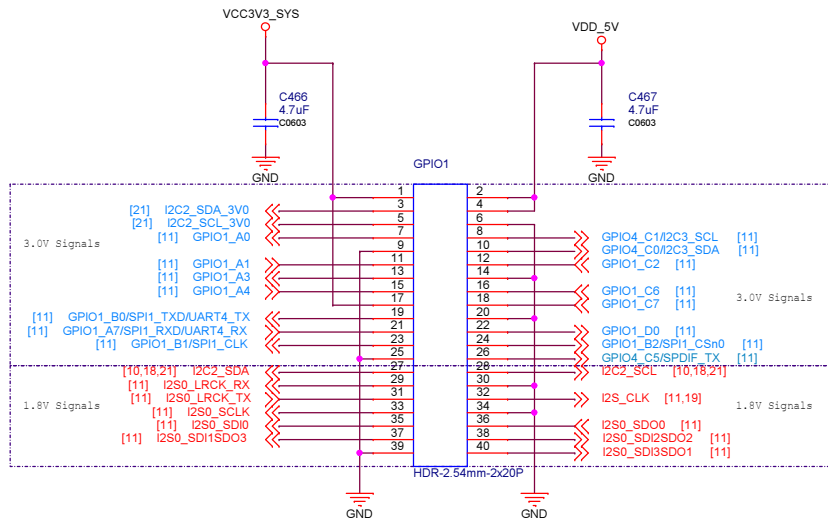 VCC3V3_SYS
VDD_5V
C466
4.7uF
C0603
C467
4.7uF
C0603
GND
GND
GPIO1
1 2
[21] I2C2_SDA_3V0 3 4
[21] I2C2_SCL_3V0 5 6
[11] GPIO1_A0 7 8 GPIO4_C1/I2C3_SCL [11]
3.0V Signals
9 10 GPIO4_C0/I2C3_SDA [11]
[11] GPIO1_A1 11 12 GPIO1_C2 [11]
[11] GPIO1_A3 13 14
[11] GPIO1_A4 15 16 GPIO1_C6 [11]
3.0V Signals
17 18 GPIO1_C7 [11]
[11] GPIO1_B0/SPI1_TXD/UART4_TX 19 20
[11] GPIO1_A7/SPI1_RXD/UART4_RX 21 22 GPIO1_D0 [11]
[11] GPIO1_B1/SPI1_CLK 23 24 GPIO1_B2/SPI1_CSn0 [11]
25 26 GPIO4_C5/SPDIF_TX [11]
[10,18,21] I2C2_SDA 27 28 I2C2_SCL [10,18,21]
[11] I2S0_LRCK_RX 29 30
[11] I2S0_LRCK_TX 31 32 I2S_CLK [11,19]
1.8V Signals
[11] I2S0_SCLK 33 34
1.8V Signals
[11] I2S0_SDI0 35 36 I2S0_SDO0 [11]
[11] I2S0_SDI1SDO3 37 38 I2S0_SDI2SDO2 [11]
39 40 I2S0_SDI3SDO1 [11]
HDR-2.54mm-2x20P
GND
GND